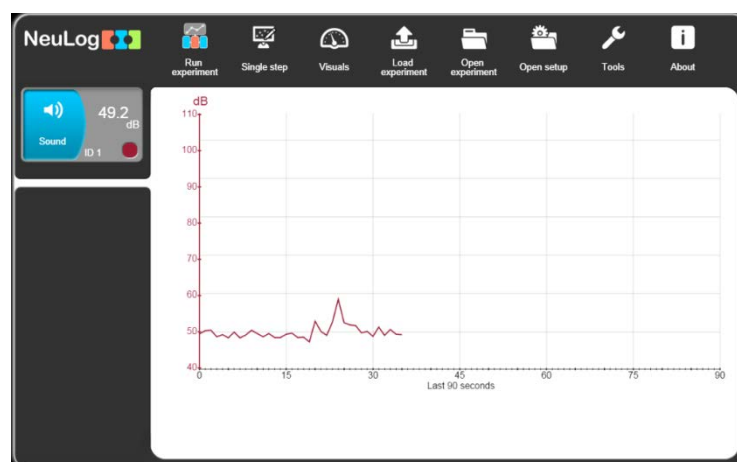 NeuLog
Run experiment
Single step
Visuals
Load experiment
Open experiment
Open setup
Tools
About
49.2
dB
Sound
ID 1
dB
110
100
90
80
70
60
50
40
0 15 30 45 60 75 90
Last 90 seconds